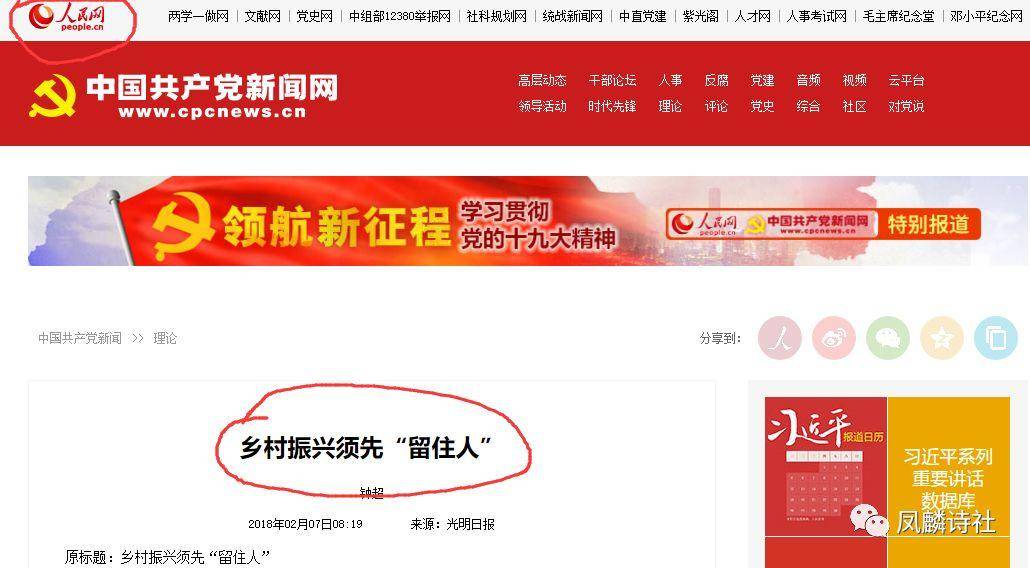 人民网
people.cn
两学一做网 | 文献网 | 党史网 | 中组部12380举报网 | 社科规划网 | 统战新闻网 | 中直党建 | 紫光阁 | 人才网 | 人事考试网 | 毛主席纪念堂 | 邓小平纪念网
中国共产党新闻网
www.cpcnews.cn
高层动态 干部论坛 人事 反腐 党建 音频 视频 云平台
领导活动 时代先锋 理论 评论 党史 综合 社区 对党说
领航新征程
学习贯彻
党的十九大精神
人民网
people.cn
中国共产党新闻网
www.cpcnews.cn
特别报道
中国共产党新闻 >> 理论
分享到：
人
乡村振兴须先“留住人”
钟超
2018年02月07日08:19 来源：光明日报
原标题：乡村振兴须先“留住人”
习近平
报道日历
习近平系列
重要讲话
数据库
凤麟诗社